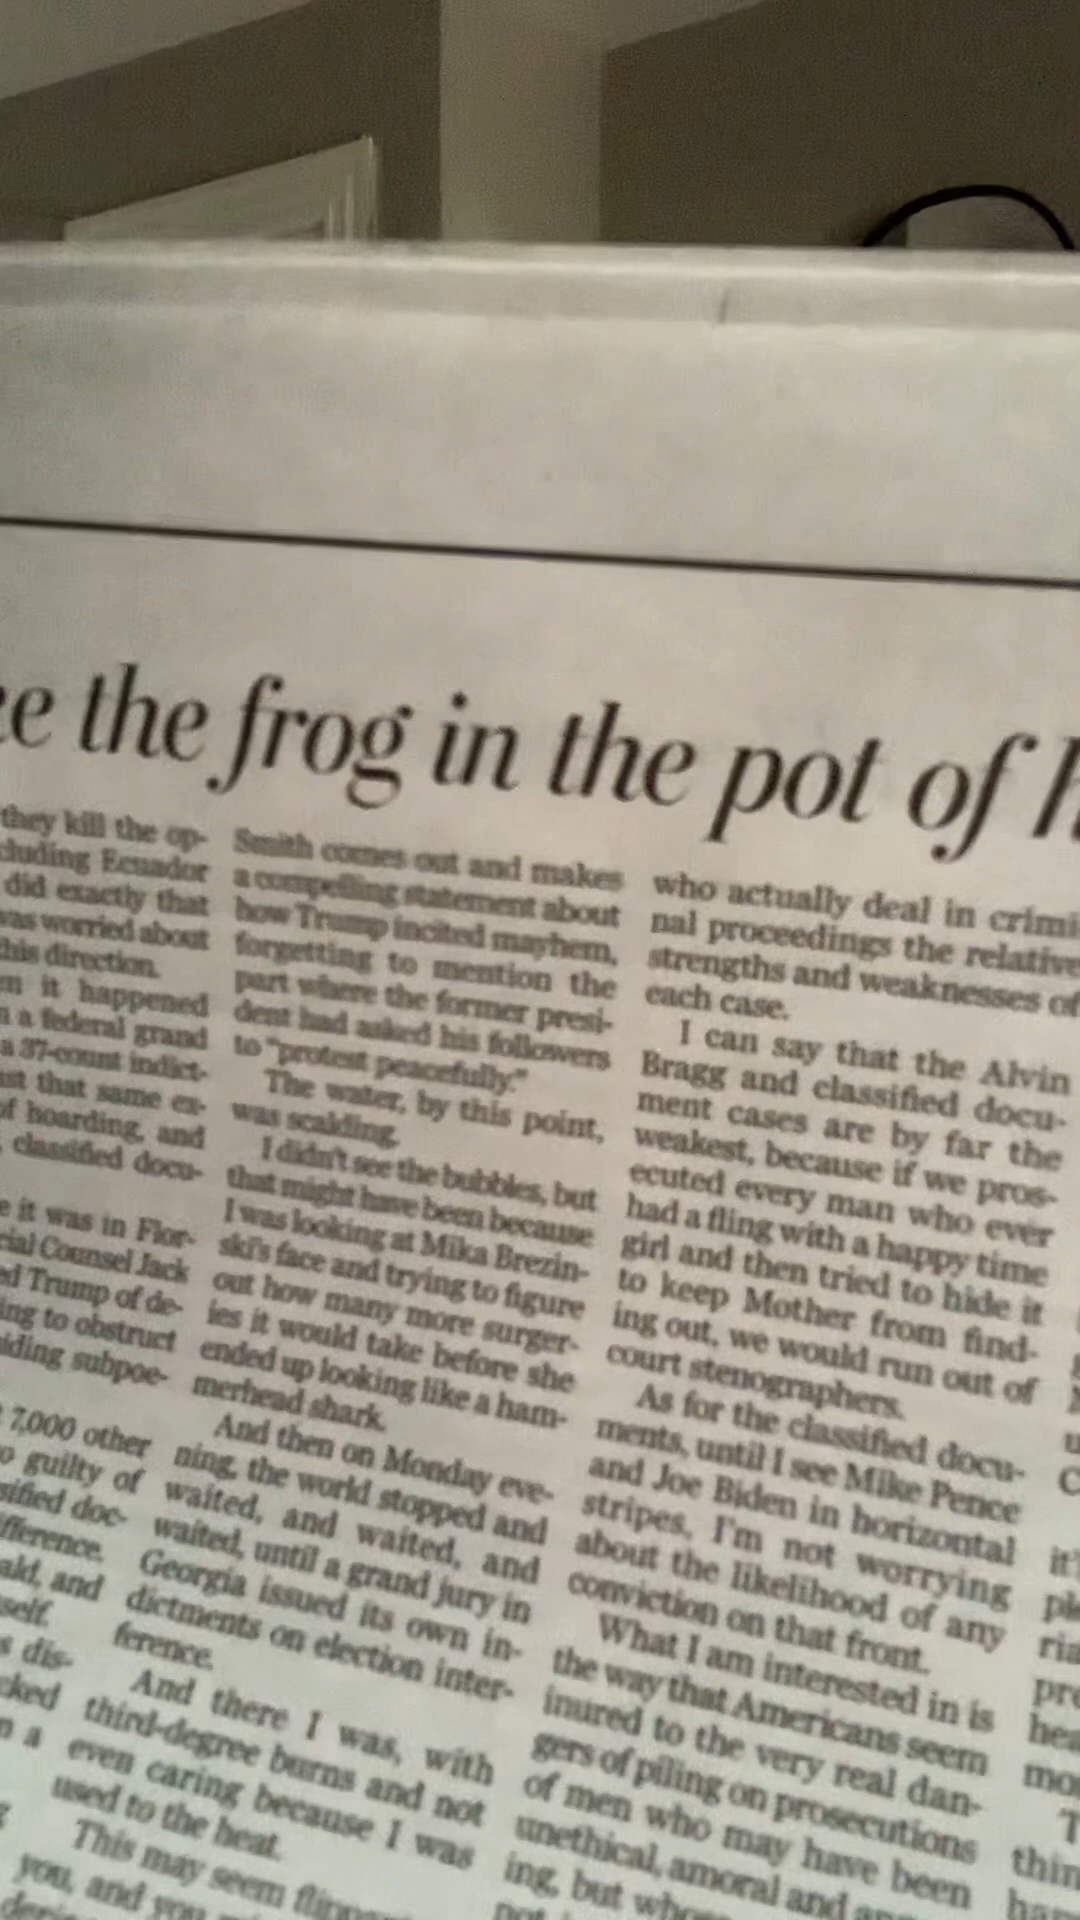 the frog in the pot of
they kill the op-
cluding Ecuador
did exactly that
was worried about
this direction.
it happened
a federal grand
a 37-count indict-
that same ex-
of hoarding, and
classified docu-
it was in Flor-
cial Counsel Jack
Trump of de-
ing to obstruct
subpoe-
7,000 other
guilty of
doc-
ifference.
ald, and
self.
dis-
cked
a
Smith comes out and makes
a compelling statement about
how Trump incited mayhem,
forgetting to mention the
part where the former presi-
dent had asked his followers
to "protest peacefully."
The water, by this point,
was scalding.
I didn't see the bubbles, but
that might have been because
I was looking at Mika Brezin-
ski's face and trying to figure
out how many more surger-
ies it would take before she
ended up looking like a ham-
merhead shark.
And then on Monday eve-
ning, the world stopped and
waited, and waited, and
waited, until a grand jury in
Georgia issued its own in-
dictments on election inter-
ference.
And there I was, with
third-degree burns and not
even caring because I was
used to the heat.
This may seem
you, and you
who actually deal in crimi
nal proceedings the relative
strengths and weaknesses of
each case.
I can say that the Alvin
Bragg and classified docu-
ment cases are by far the
weakest, because if we pros-
ecuted every man who ever
had a fling with a happy time
girl and then tried to hide it
to keep Mother from find-
ing out, we would run out of
court stenographers.
As for the classified docu-
ments, until I see Mike Pence
and Joe Biden in horizontal
stripes, I'm not worrying
about the likelihood of any
conviction on that front.
What I am interested in is
the way that Americans seem
inured to the very real dan-
gers of piling on prosecutions
of men who may have been
unethical, amoral and
ing, but